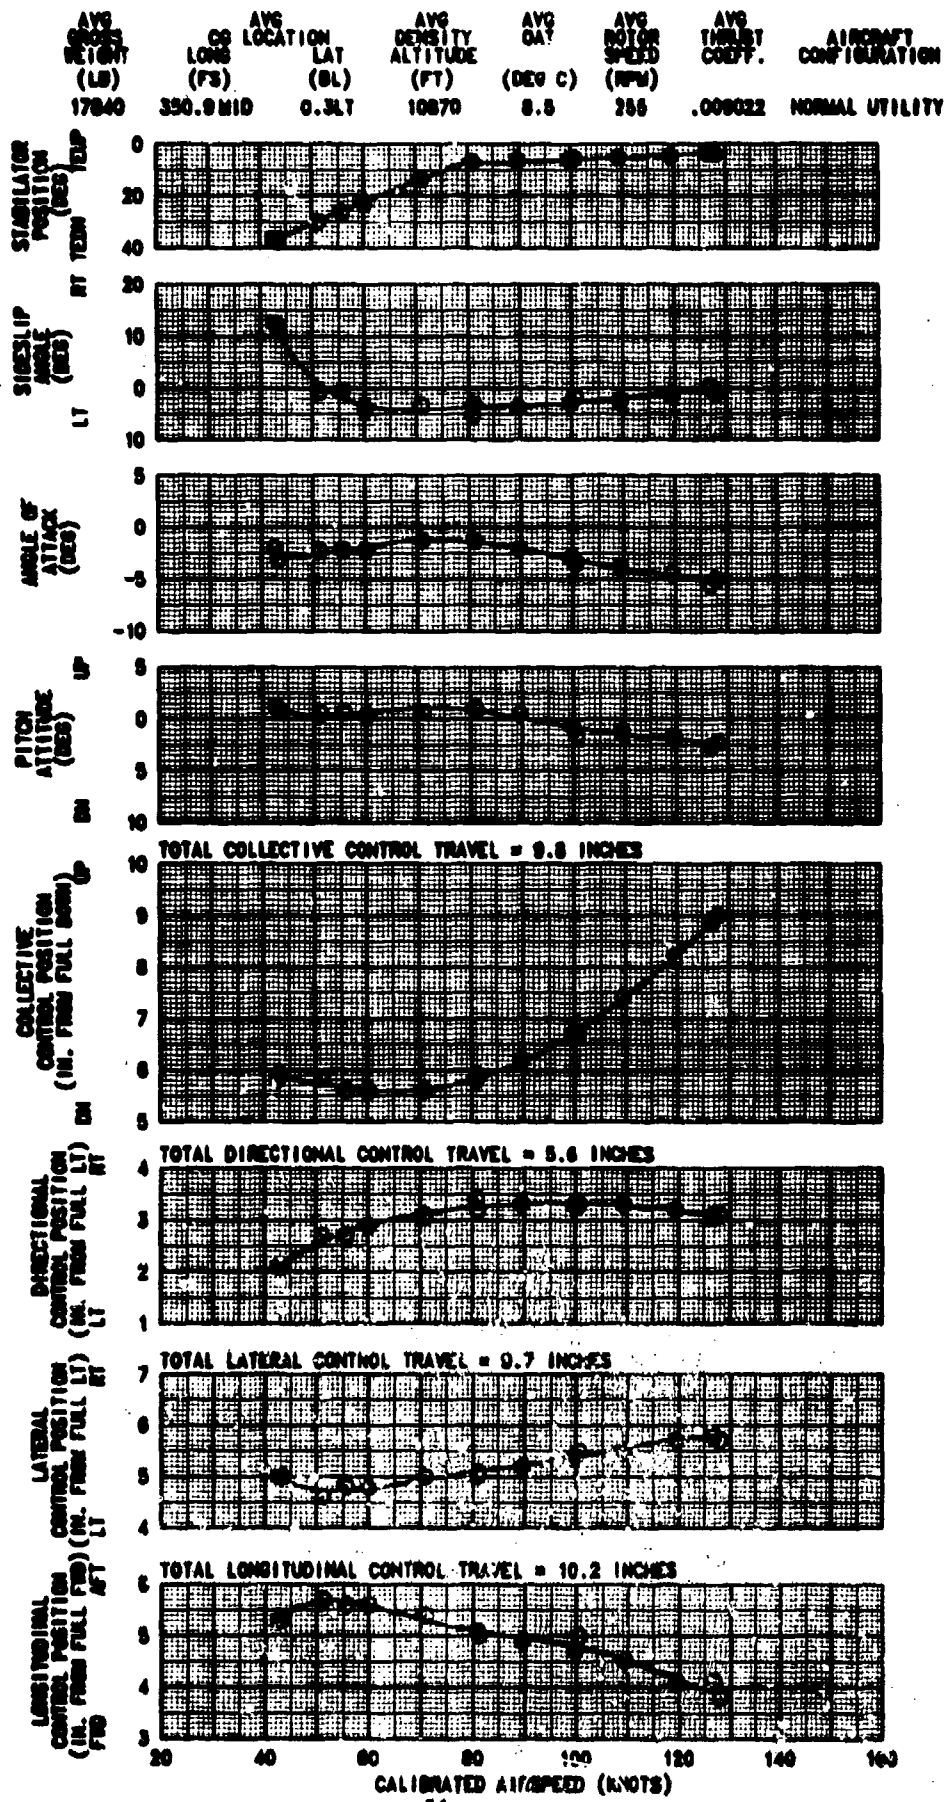 AVG GROSS WEIGHT (LB)
AVG CG LOCATION
LONG (FS)
LAT (BL)
AVG DENSITY ALTITUDE (FT)
AVG OAT (DEG C)
AVG ROTOR SPEED (RPM)
AVG THRUST COEFF.
AIRCRAFT CONFIGURATION
350.9 MID 0.3LT 10870 255 .009022 NORMAL UTILITY
STABILATOR POSITION (DEG)
TEDN TEUP
0
20
40
SIDESLIP ANGLE (DEG)
LT RT
20
10
0
10
ANGLE OF ATTACK (DEG)
5
0
-5
-10
PITCH ATTITUDE (DEG)
DN UP
5
0
5
10
TOTAL COLLECTIVE CONTROL TRAVEL = 9.8 INCHES
COLLECTIVE CONTROL POSITION (IN. FROM FULL DOWN)
DN UP
10
9
8
7
6
5
TOTAL DIRECTIONAL CONTROL TRAVEL = 5.6 INCHES
DIRECTIONAL CONTROL POSITION (IN. FROM FULL LT)
LT RT
4
3
2
1
TOTAL LATERAL CONTROL TRAVEL = 9.7 INCHES
LATERAL CONTROL POSITION (IN. FROM FULL LT)
LT RT
7
6
5
4
TOTAL LONGITUDINAL CONTROL TRAVEL = 10.2 INCHES
LONGITUDINAL CONTROL POSITION (IN. FROM FULL FWD)
FWD AFT
6
5
4
3
20 40 60 80 100 120 140 160
CALIBRATED AIRSPEED (KNOTS)